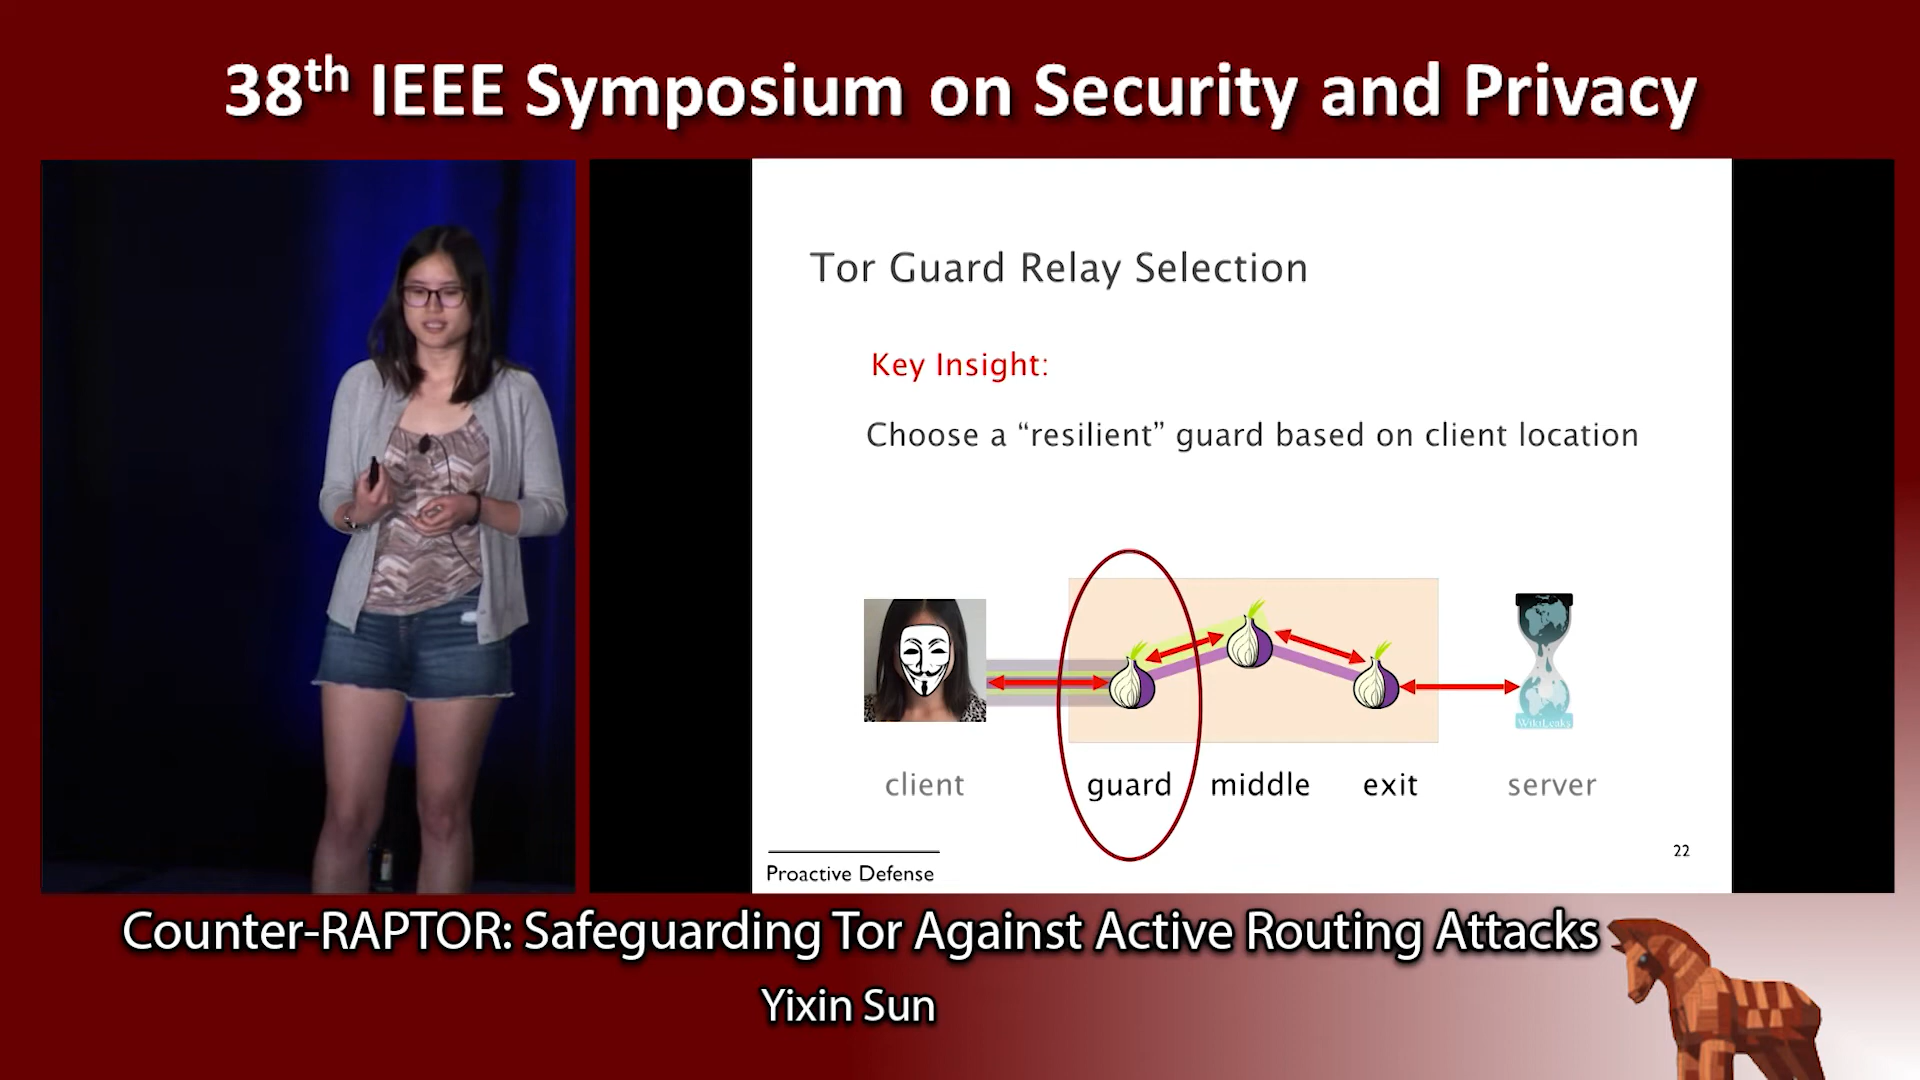 38th IEEE Symposium on Security and Privacy
Tor Guard Relay Selection
Key Insight:
Choose a “resilient” guard based on client location
WikiLeaks
client guard middle exit server
22
Proactive Defense
Counter-RAPTOR: Safeguarding Tor Against Active Routing Attacks
Yixin Sun